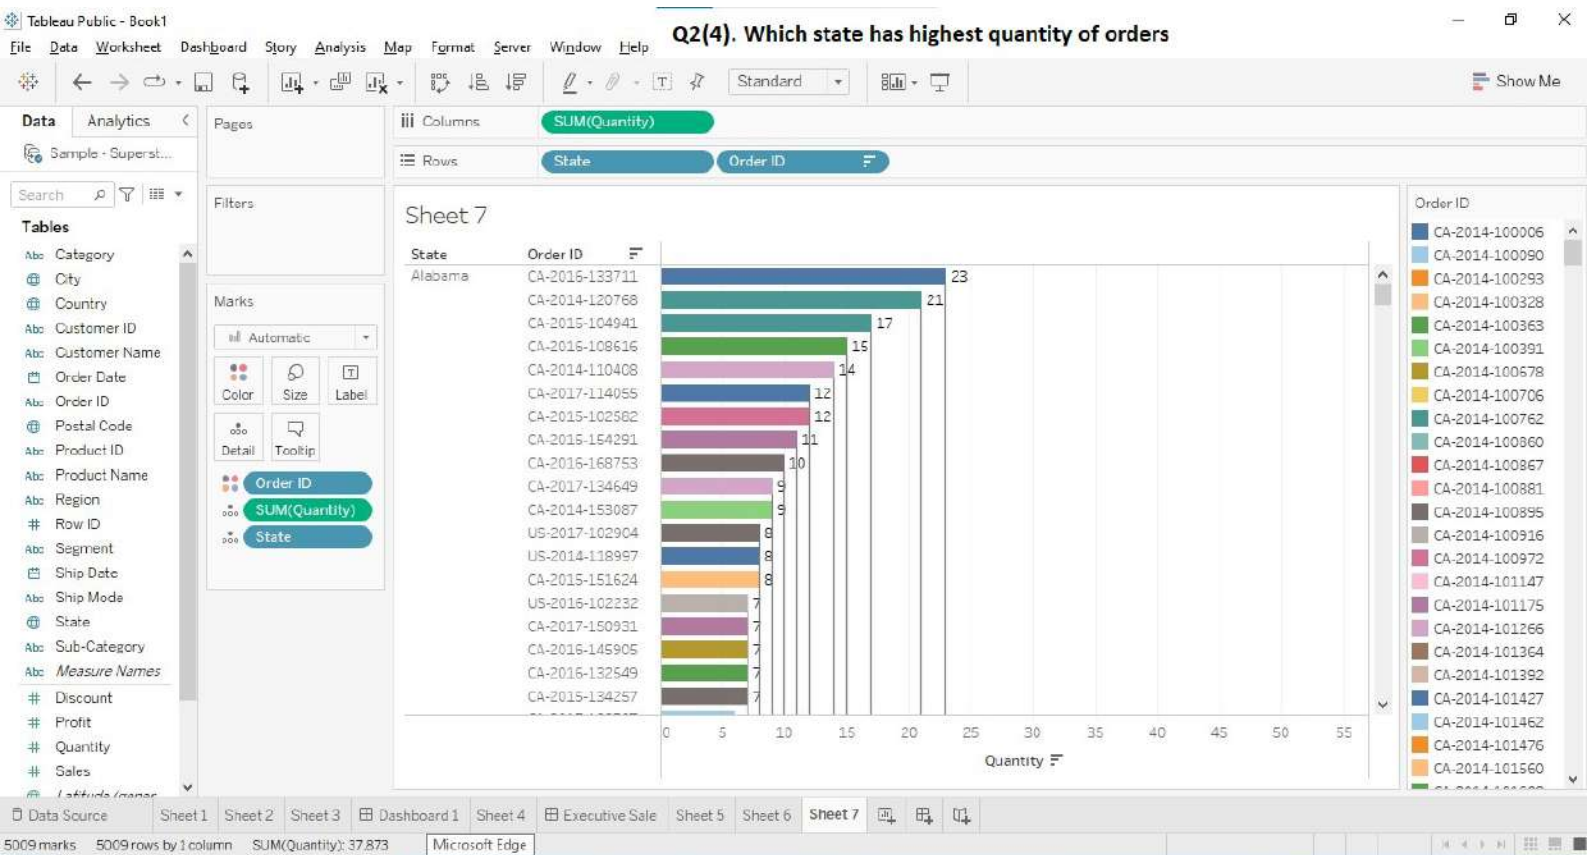 Tableau Public - Book1
Q2(4). Which state has highest quantity of orders
File Data Worksheet Dashboard Story Analysis Map Format Server Window Help
Standard
Show Me
Data Analytics
Sample - Superst...
Search
Tables
Abc Category
City
Country
Abc Customer ID
Abc Customer Name
Order Date
Abc Order ID
Postal Code
Abc Product ID
Abc Product Name
Abc Region
# Row ID
Abc Segment
Ship Date
Abc Ship Mode
State
Abc Sub-Category
Abc Measure Names
# Discount
# Profit
# Quantity
# Sales
Pages
Filters
Marks
Automatic
Color Size Label
Detail Tooltip
Order ID
SUM(Quantity)
State
Columns SUM(Quantity)
Rows State Order ID
Sheet 7
State Order ID
Alabama CA-2016-133711 23
CA-2014-120768 21
CA-2015-104941 17
CA-2016-108616 15
CA-2014-110408 14
CA-2017-114055 12
CA-2015-102582 12
CA-2015-154291 11
CA-2016-168753 10
CA-2017-134649 9
CA-2014-153087 9
US-2017-102904 8
US-2014-118997 8
CA-2015-151624 8
US-2016-102232 7
CA-2017-150931 7
CA-2016-145905 7
CA-2016-132549 7
CA-2015-134257 7
0 5 10 15 20 25 30 35 40 45 50 55
Quantity
Order ID
CA-2014-100006
CA-2014-100090
CA-2014-100293
CA-2014-100328
CA-2014-100363
CA-2014-100391
CA-2014-100678
CA-2014-100706
CA-2014-100762
CA-2014-100860
CA-2014-100867
CA-2014-100881
CA-2014-100895
CA-2014-100916
CA-2014-100972
CA-2014-101147
CA-2014-101175
CA-2014-101266
CA-2014-101364
CA-2014-101392
CA-2014-101427
CA-2014-101462
CA-2014-101476
CA-2014-101560
Data Source Sheet 1 Sheet 2 Sheet 3 Dashboard 1 Sheet 4 Executive Sale Sheet 5 Sheet 6 Sheet 7
5009 marks 5009 rows by 1 column SUM(Quantity): 37,873 Microsoft Edge